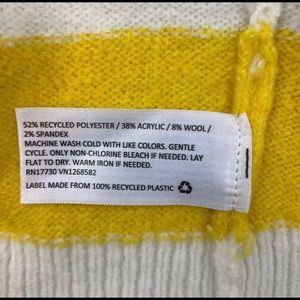 52% RECYCLED POLYESTER / 38% ACRYLIC / 8% WOOL /
2% SPANDEX
MACHINE WASH COLD WITH LIKE COLORS. GENTLE
CYCLE. ONLY NON-CHLORINE BLEACH IF NEEDED. LAY
FLAT TO DRY. WARM IRON IF NEEDED.
RN17730 VN1268582
LABEL MADE FROM 100% RECYCLED PLASTIC